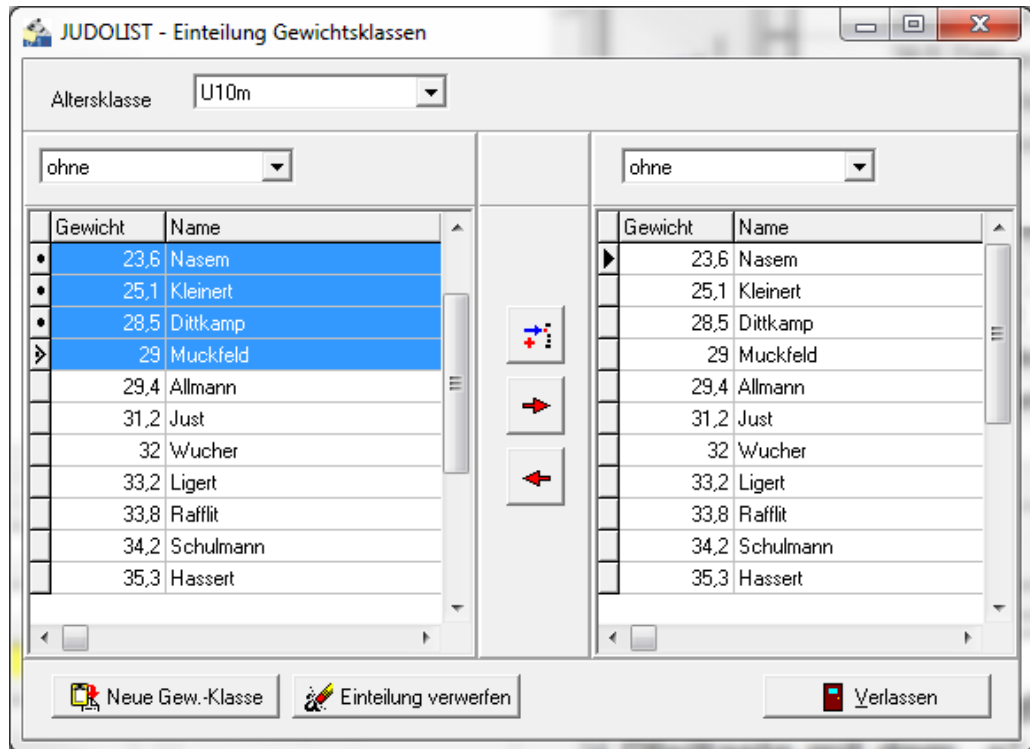 JUDOLIST - Einteilung Gewichtsklassen
Altersklasse U10m
ohne ohne
Gewicht Name Gewicht Name
23,6 Nasem 23,6 Nasem
25,1 Kleinert 25,1 Kleinert
28,5 Dittkamp 28,5 Dittkamp
29 Muckfeld 29 Muckfeld
29,4 Allmann 29,4 Allmann
31,2 Just 31,2 Just
32 Wucher 32 Wucher
33,2 Ligert 33,2 Ligert
33,8 Rafflit 33,8 Rafflit
34,2 Schulmann 34,2 Schulmann
35,3 Hassert 35,3 Hassert
Neue Gew.-Klasse Einteilung verwerfen Verlassen